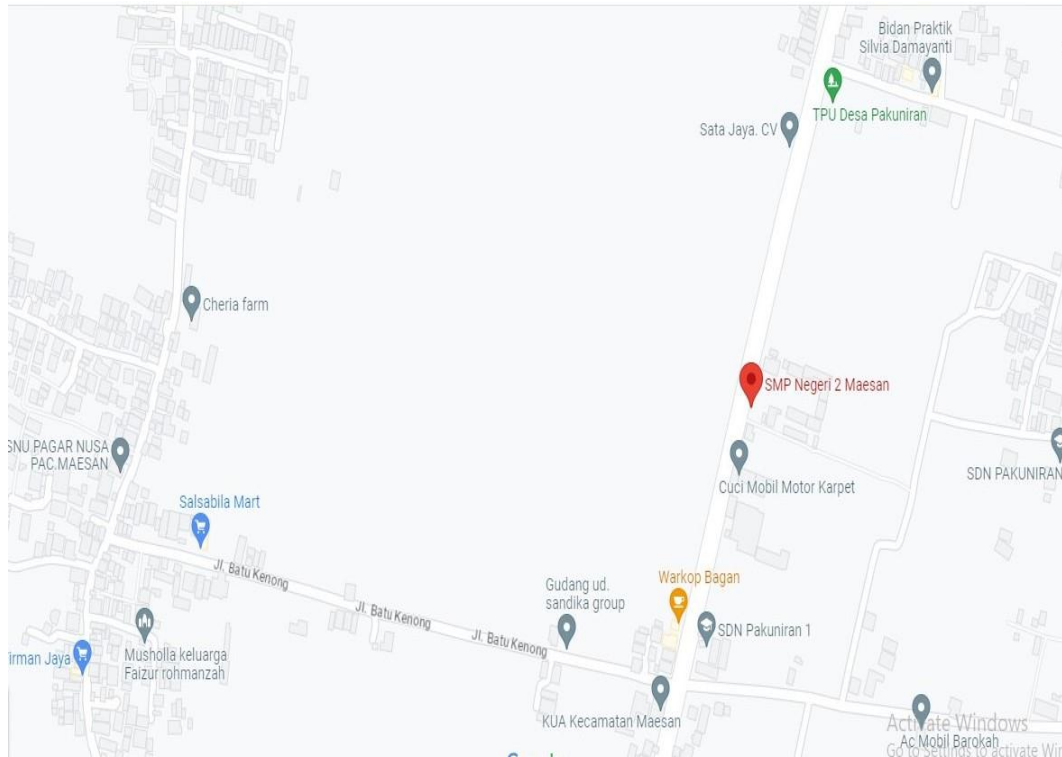 Bidan Praktik
Silvia Damayanti
TPU Desa Pakuniran
Sata Jaya. CV
Cheria farm
SMP Negeri 2 Maesan
SNU PAGAR NUSA
PAC.MAESAN
SDN PAKUNIRAN
Cuci Mobil Motor Karpet
Salsabila Mart
Jl. Batu Kenong
Jl. Batu Kenong
Jl. Batu Kenong
Gudang ud.
sandika group
Warkop Bagan
SDN Pakuniran 1
Musholla keluarga
Faizur rohmanzah
irman Jaya
KUA Kecamatan Maesan
Activate Windows
Ac Mobil Barokah
Go to Settings to activate Wi